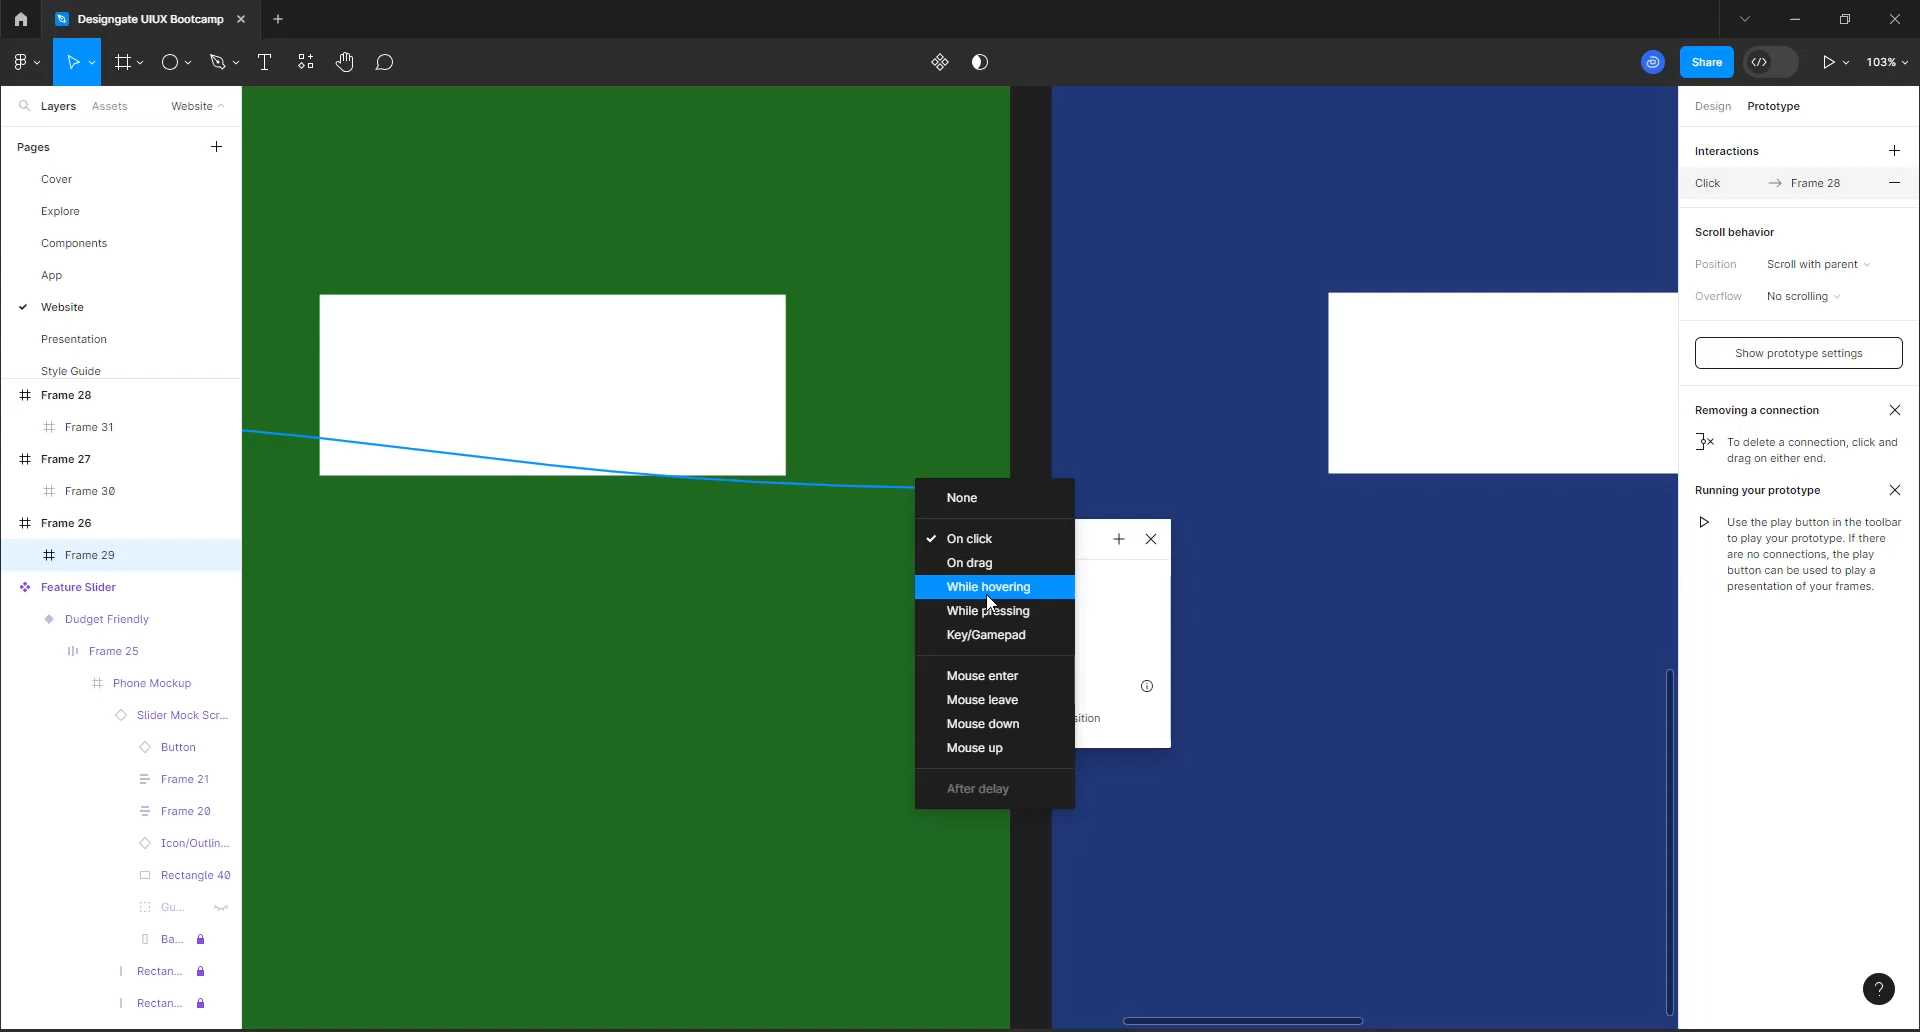 Designgate UIUX Bootcamp
Share
103%
Layers
Assets
Website
Pages
Cover
Explore
Components
App
Website
Presentation
Style Guide
Frame 28
Frame 31
Frame 27
Frame 30
Frame 26
Frame 29
Feature Slider
Dudget Friendly
Frame 25
Phone Mockup
Slider Mock Scr...
Button
Frame 21
Frame 20
Icon/Outlin...
Rectangle 40
Gu...
Ba...
Rectan...
Rectan...
None
On click
On drag
While hovering
While pressing
Key/Gamepad
Mouse enter
Mouse leave
Mouse down
Mouse up
After delay
sition
Design
Prototype
Interactions
Click
Frame 28
Scroll behavior
Position
Scroll with parent
Overflow
No scrolling
Show prototype settings
Removing a connection
To delete a connection, click and
drag on either end.
Running your prototype
Use the play button in the toolbar
to play your prototype. If there
are no connections, the play
button can be used to play a
presentation of your frames.
?